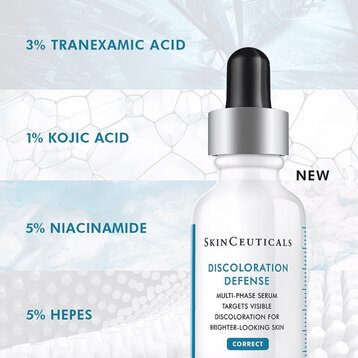 3% TRANEXAMIC ACID
1% KOJIC ACID
NEW
5% NIACINAMIDE
SKINCEUTICALS
DISCOLORATION
DEFENSE
MULTI-PHASE SERUM
TARGETS VISIBLE
DISCOLORATION FOR
BRIGHTER-LOOKING SKIN
CORRECT
5% HEPES